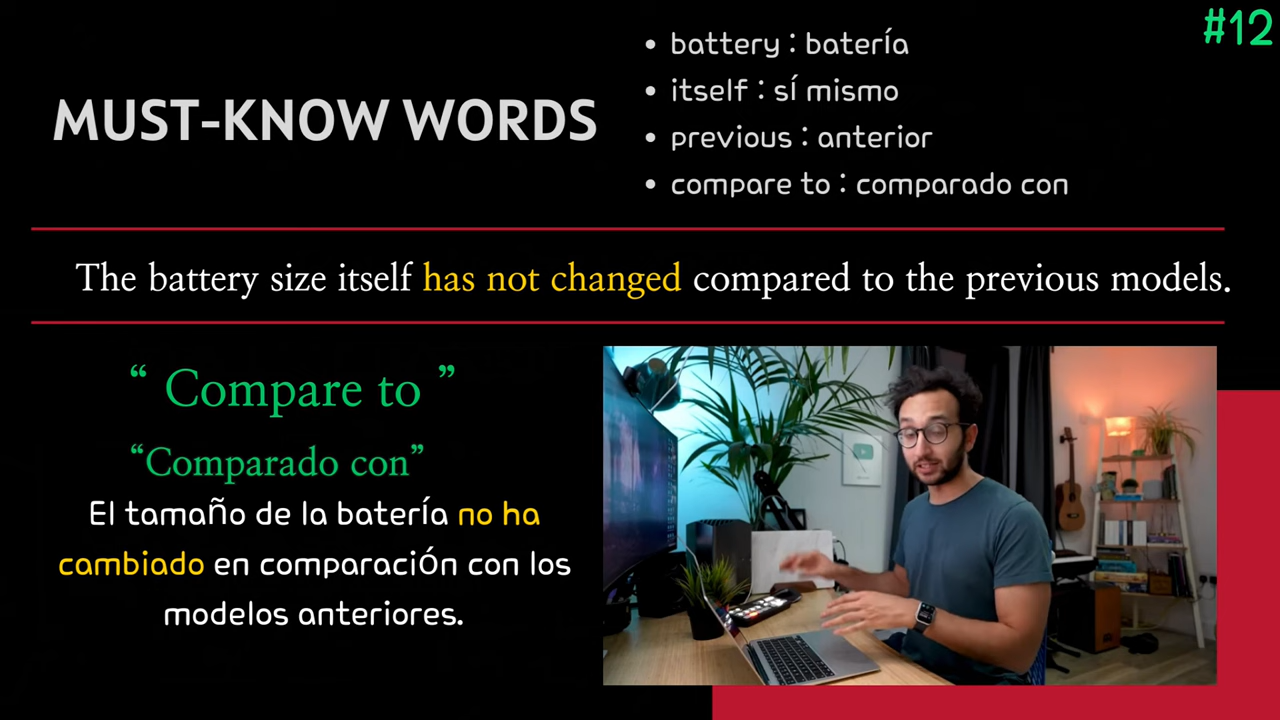 #12
MUST-KNOW WORDS
• battery : batería
• itself : sí mismo
• previous : anterior
• compare to : comparado con
The battery size itself has not changed compared to the previous models.
“ Compare to ”
“Comparado con”
El tamaño de la batería no ha
cambiado en comparación con los
modelos anteriores.